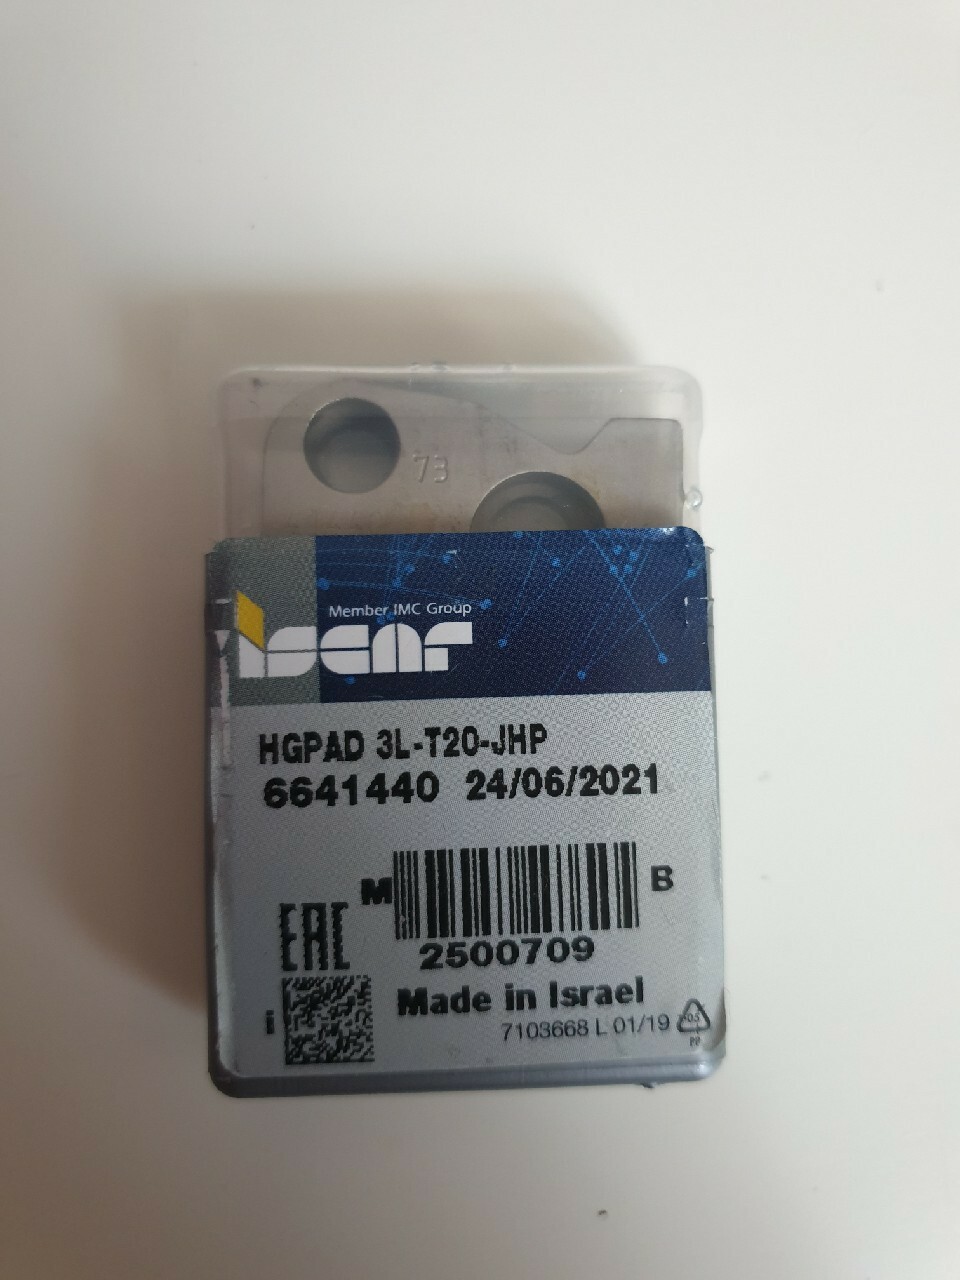 73
Member IMC Group
iscar
HGPAD 3L-T20-JHP
6641440 24/06/2021
M B
2500709
EAC
Made in Israel
i
7103668 L 01/19
05
PP